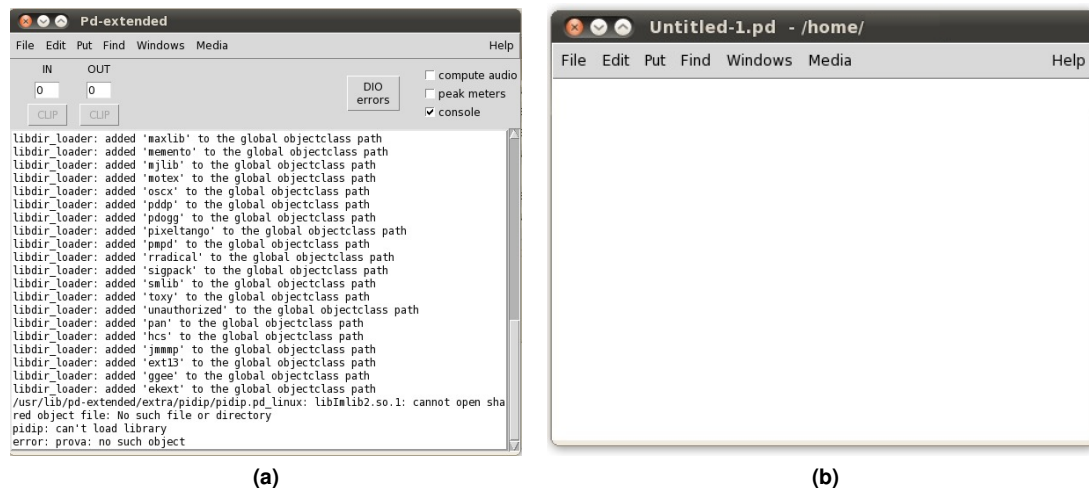 Pd-extended
File Edit Put Find Windows Media Help
IN OUT
0 0
CLIP CLIP
DIO
errors
compute audio
peak meters
console
libdir_loader: added 'maxlib' to the global objectclass path
libdir_loader: added 'memento' to the global objectclass path
libdir_loader: added 'mjlib' to the global objectclass path
libdir_loader: added 'motex' to the global objectclass path
libdir_loader: added 'oscx' to the global objectclass path
libdir_loader: added 'pddp' to the global objectclass path
libdir_loader: added 'pdogg' to the global objectclass path
libdir_loader: added 'pixeltango' to the global objectclass path
libdir_loader: added 'pmpd' to the global objectclass path
libdir_loader: added 'rradical' to the global objectclass path
libdir_loader: added 'sigpack' to the global objectclass path
libdir_loader: added 'smlib' to the global objectclass path
libdir_loader: added 'toxy' to the global objectclass path
libdir_loader: added 'unauthorized' to the global objectclass path
libdir_loader: added 'pan' to the global objectclass path
libdir_loader: added 'hcs' to the global objectclass path
libdir_loader: added 'jmmmp' to the global objectclass path
libdir_loader: added 'ext13' to the global objectclass path
libdir_loader: added 'ggee' to the global objectclass path
libdir_loader: added 'ekext' to the global objectclass path
/usr/lib/pd-extended/extra/pidip/pidip.pd_linux: libImlib2.so.1: cannot open sha
red object file: No such file or directory
pidip: can't load library
error: prova: no such object
(a)
Untitled-1.pd - /home/
File Edit Put Find Windows Media Help
(b)